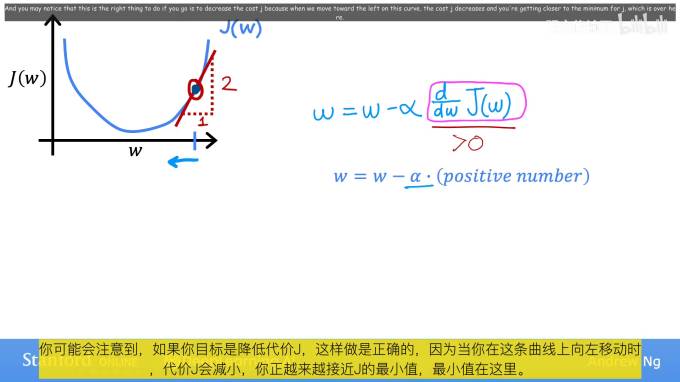 And you may notice that this is the right thing to do if you go is to decrease the cost j because when we move toward the left on this curve, the cost j decreases and you're getting closer to the minimum for j, which is over he
re.
J(w)
J(w)
2
1
w
w = w - α d/dw J(w)
>0
w = w − α · (positive number)
你可能会注意到，如果你目标是降低代价J，这样做是正确的，因为当你在这条曲线上向左移动时
，代价J会减小，你正越来越接近J的最小值，最小值在这里。
Stanford ONLINE
Andrew Ng
bilibili